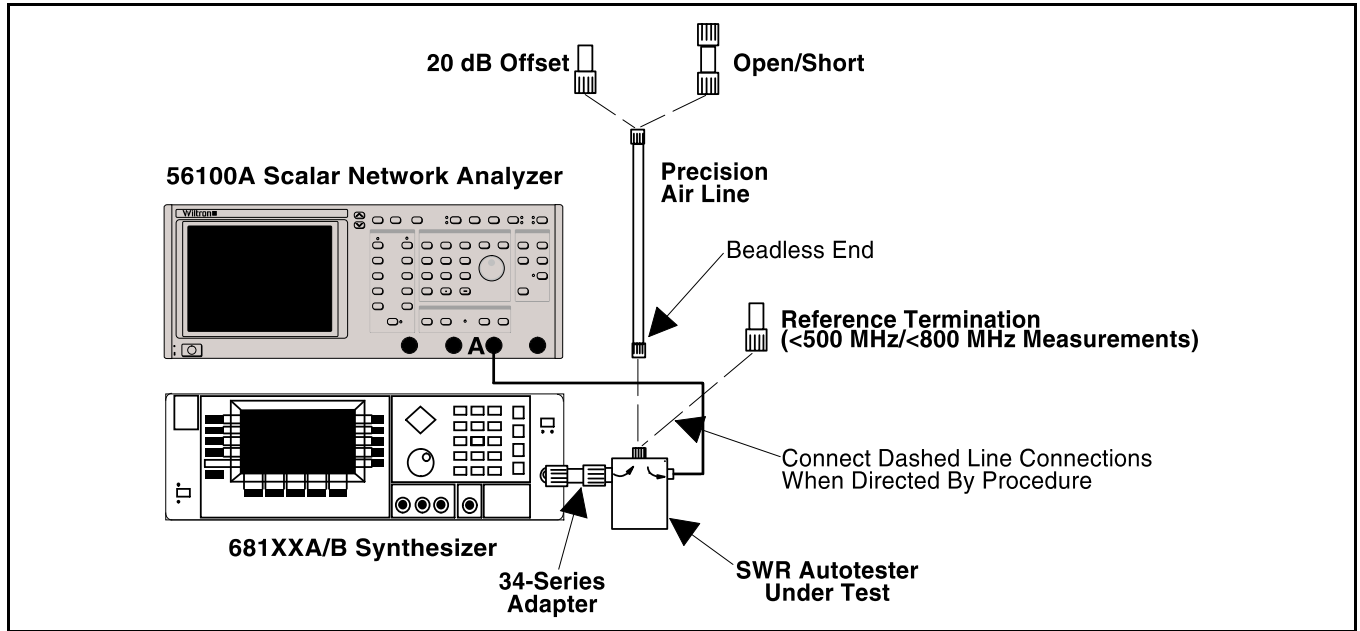 20 dB Offset
Open/Short
56100A Scalar Network Analyzer
Precision
Air Line
Wiltron
Beadless End
Reference Termination
(<500 MHz/<800 MHz Measurements)
A
Connect Dashed Line Connections
When Directed By Procedure
681XXA/B Synthesizer
34-Series
Adapter
SWR Autotester
Under Test